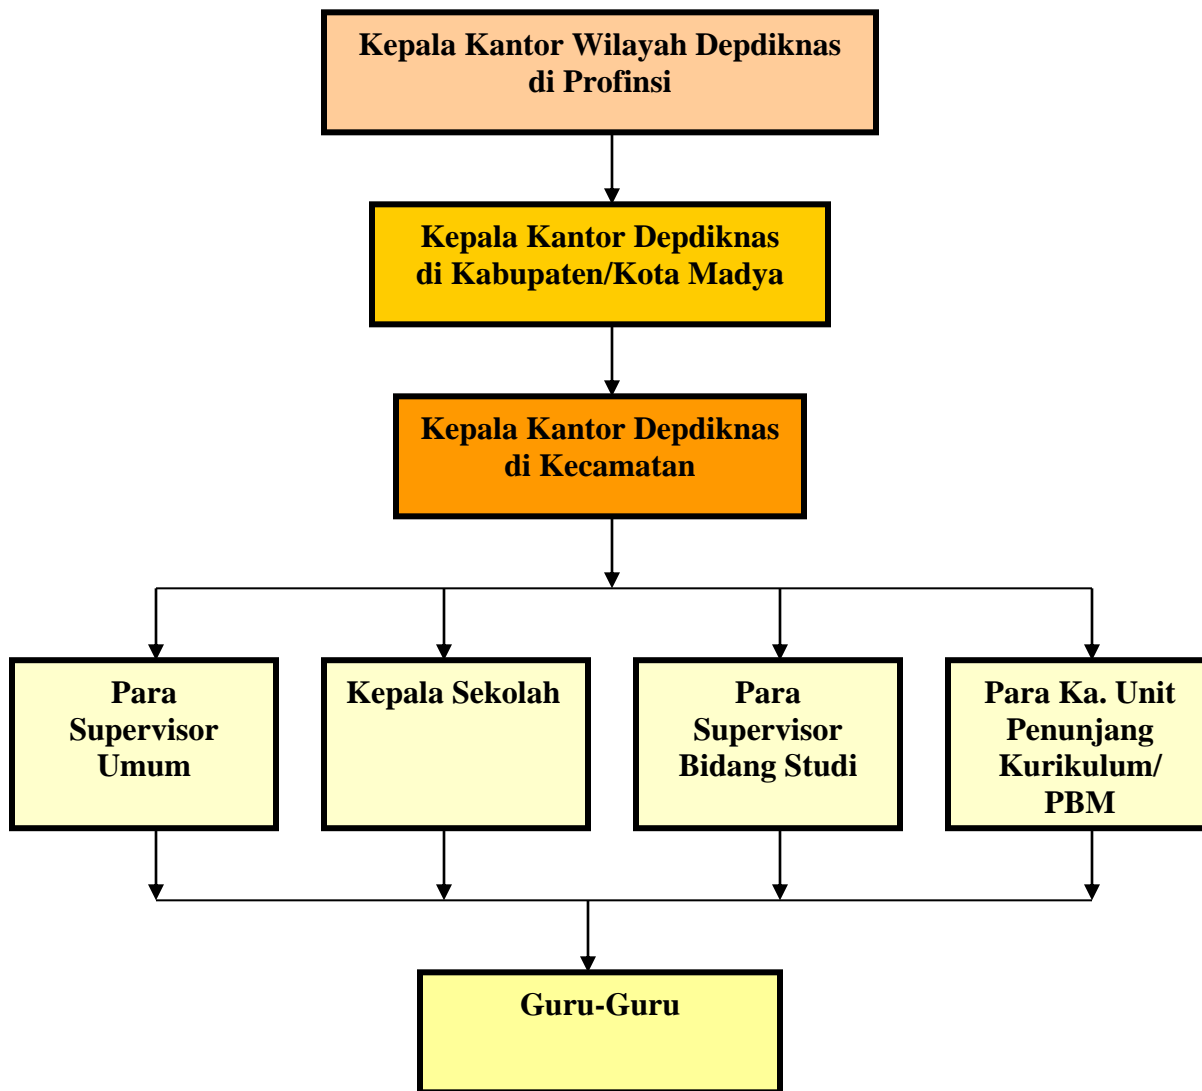 Kepala Kantor Wilayah Depdiknas
di Profinsi
Kepala Kantor Depdiknas
di Kabupaten/Kota Madya
Kepala Kantor Depdiknas
di Kecamatan
Para
Supervisor
Umum
Kepala Sekolah
Para
Supervisor
Bidang Studi
Para Ka. Unit
Penunjang
Kurikulum/
PBM
Guru-Guru